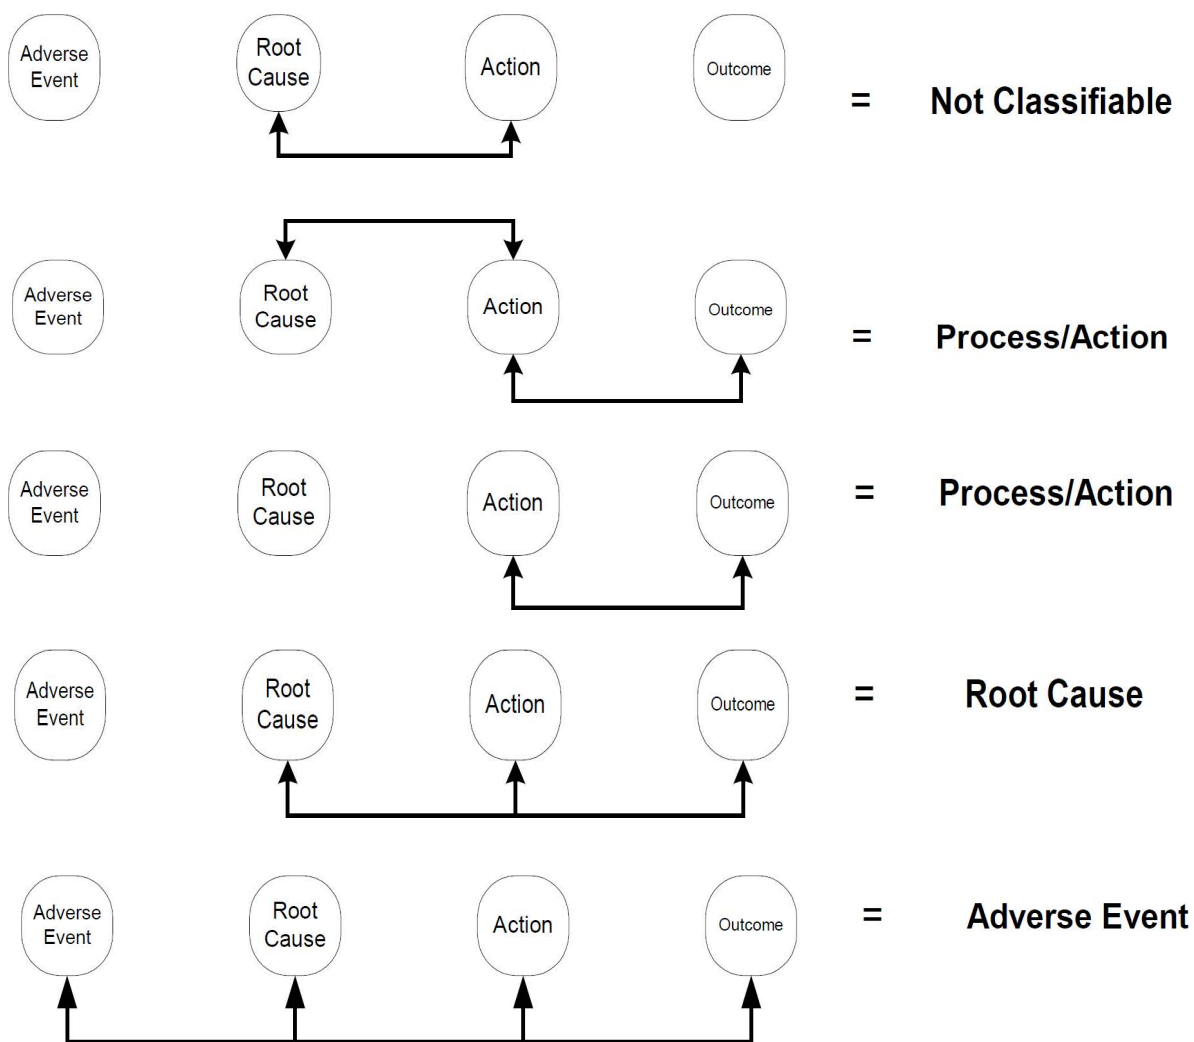 Adverse
Event
Root
Cause
Action
Outcome
= Not Classifiable
Adverse
Event
Root
Cause
Action
Outcome
= Process/Action
Adverse
Event
Root
Cause
Action
Outcome
= Process/Action
Adverse
Event
Root
Cause
Action
Outcome
= Root Cause
Adverse
Event
Root
Cause
Action
Outcome
= Adverse Event